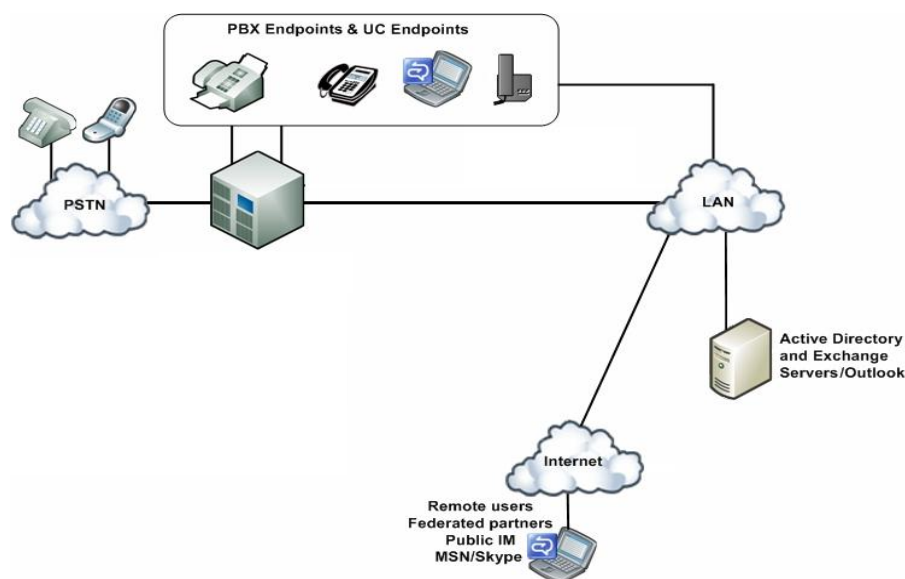 PBX Endpoints & UC Endpoints
PSTN
LAN
Active Directory
and Exchange
Servers/Outlook
Internet
Remote users
Federated partners
Public IM
MSN/Skype